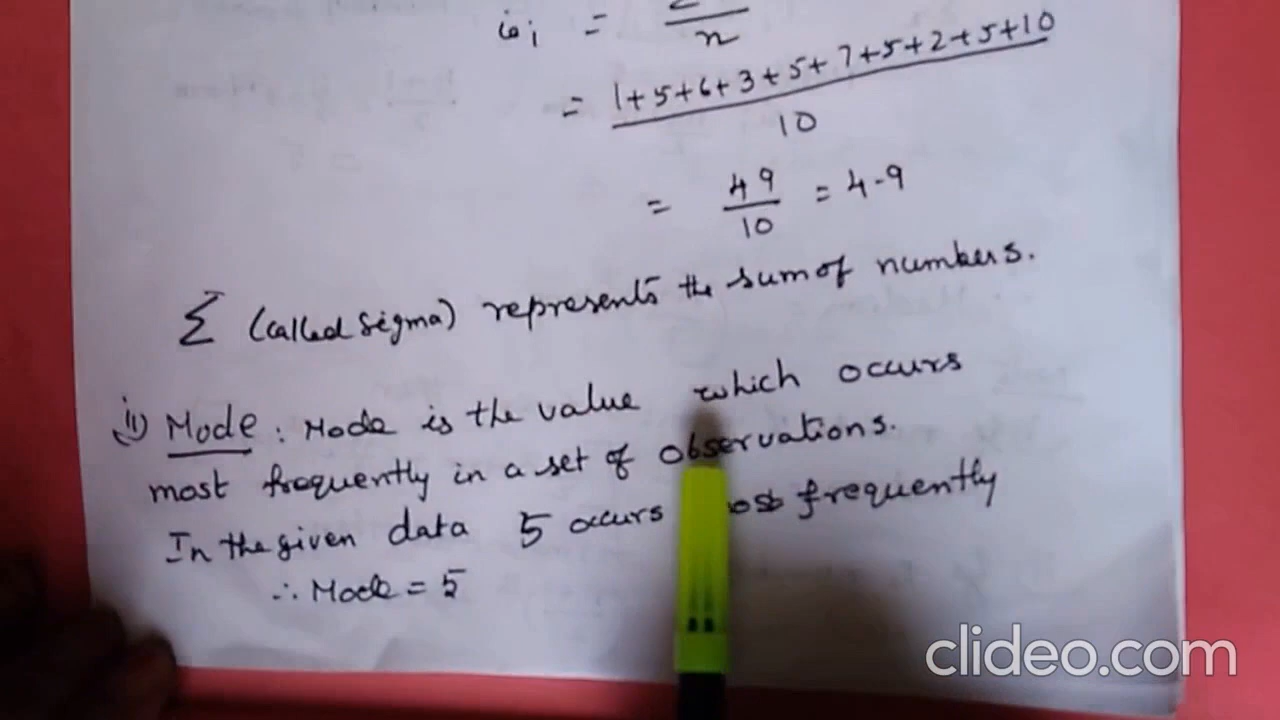 n
= 1+5+6+3+5+7+5+2+5+10
10
= 49/10 = 4.9
Σ (called Sigma) represents the sum of numbers.
ii) Mode: Mode is the value which occurs
most frequently in a set of observations.
In the given data 5 occurs frequently
∴ Mode = 5
clideo.com